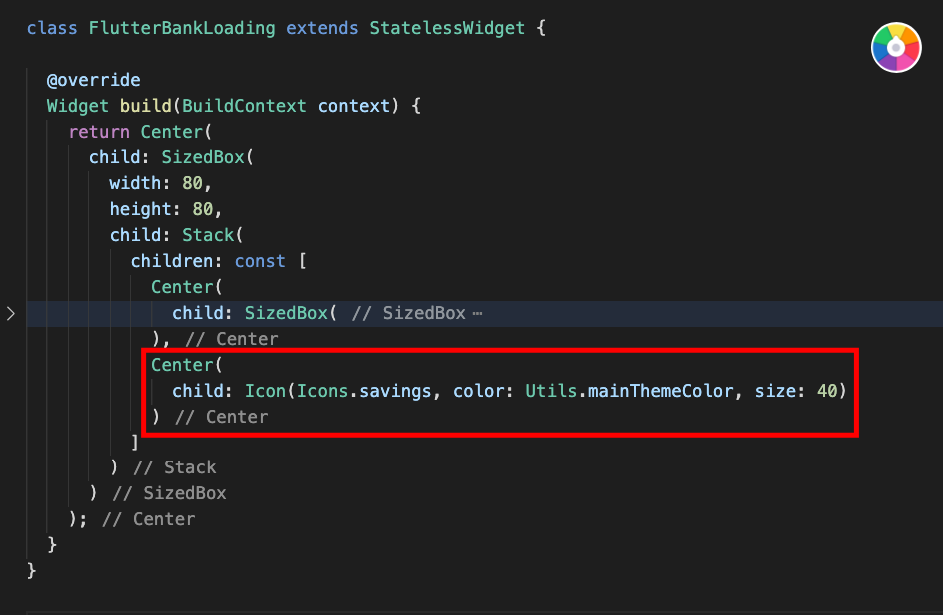 class FlutterBankLoading extends StatelessWidget {
@override
Widget build(BuildContext context) {
return Center(
child: SizedBox(
width: 80,
height: 80,
child: Stack(
children: const [
Center(
child: SizedBox( // SizedBox ⋯
), // Center
Center(
child: Icon(Icons.savings, color: Utils.mainThemeColor, size: 40)
) // Center
]
) // Stack
) // SizedBox
); // Center
}
}